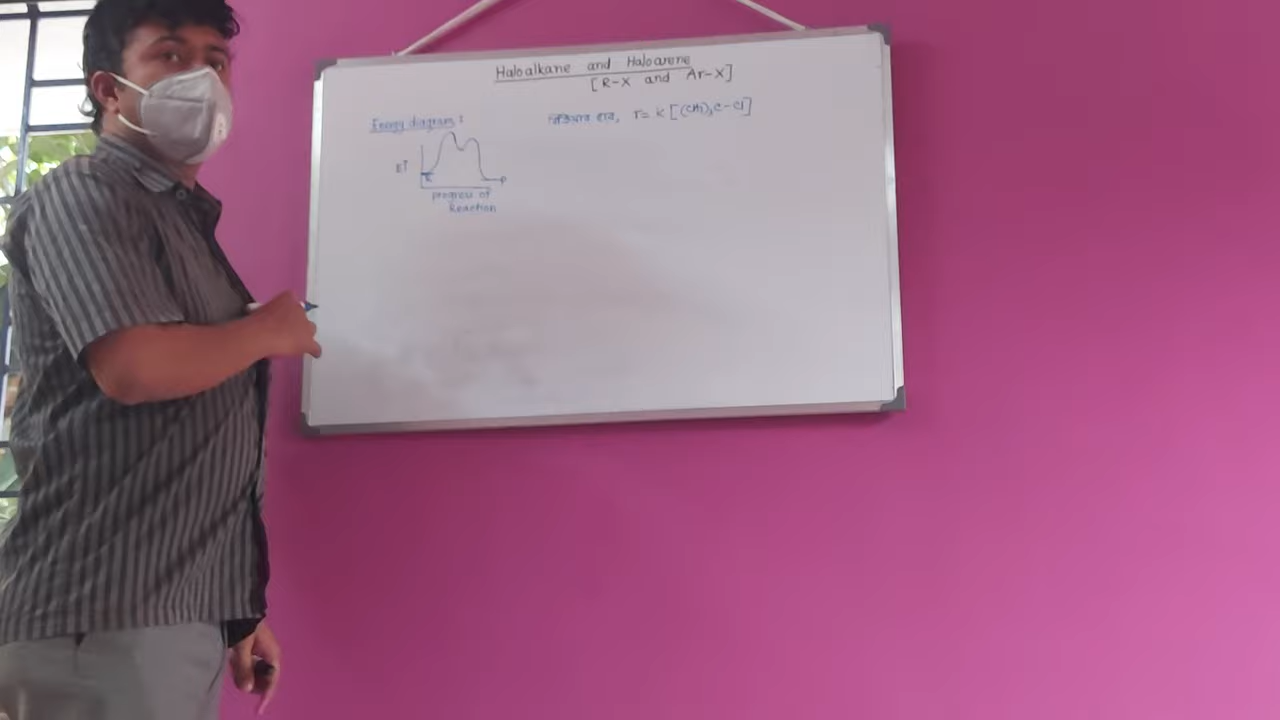 Haloalkane and Haloarene
[R-X and Ar-X]
Energy diagram :
বিক্রিয়ার হার, r = k [(CH3)3C-Cl]
E↑
R
P
progress of
Reaction